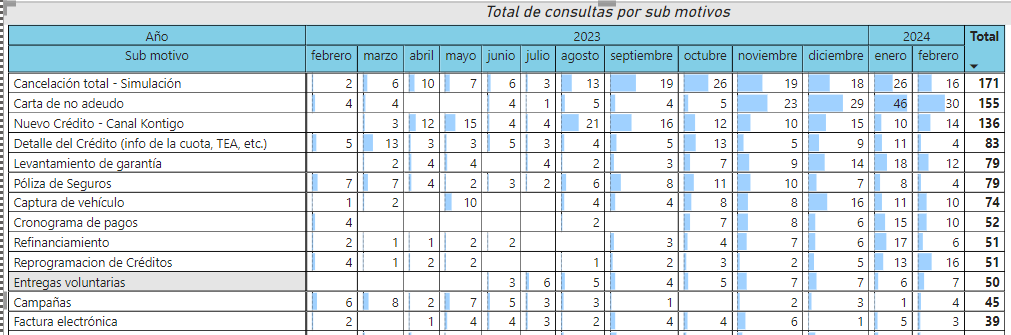 Total de consultas por sub motivos
Año 2023 2024 Total
Sub motivo febrero marzo abril mayo junio julio agosto septiembre octubre noviembre diciembre enero febrero
Cancelación total - Simulación 2 6 10 7 6 3 13 19 26 19 18 26 16 171
Carta de no adeudo 4 4 4 1 5 4 5 23 29 46 30 155
Nuevo Crédito - Canal Kontigo 3 12 15 4 4 21 16 12 10 15 10 14 136
Detalle del Crédito (info de la cuota, TEA, etc.) 5 13 3 3 5 3 4 5 13 5 9 11 4 83
Levantamiento de garantía 2 4 4 4 2 3 7 9 14 18 12 79
Póliza de Seguros 7 7 4 2 3 2 6 8 11 10 7 8 4 79
Captura de vehículo 1 2 10 4 4 8 8 16 11 10 74
Cronograma de pagos 4 2 7 8 6 15 10 52
Refinanciamiento 2 1 1 2 2 3 4 7 6 17 6 51
Reprogramacion de Créditos 4 1 2 2 1 2 3 2 5 13 16 51
Entregas voluntarias 3 6 5 4 5 7 7 6 7 50
Campañas 6 8 2 7 5 3 3 1 2 3 1 4 45
Factura electrónica 2 1 4 4 3 2 4 4 6 1 5 3 39